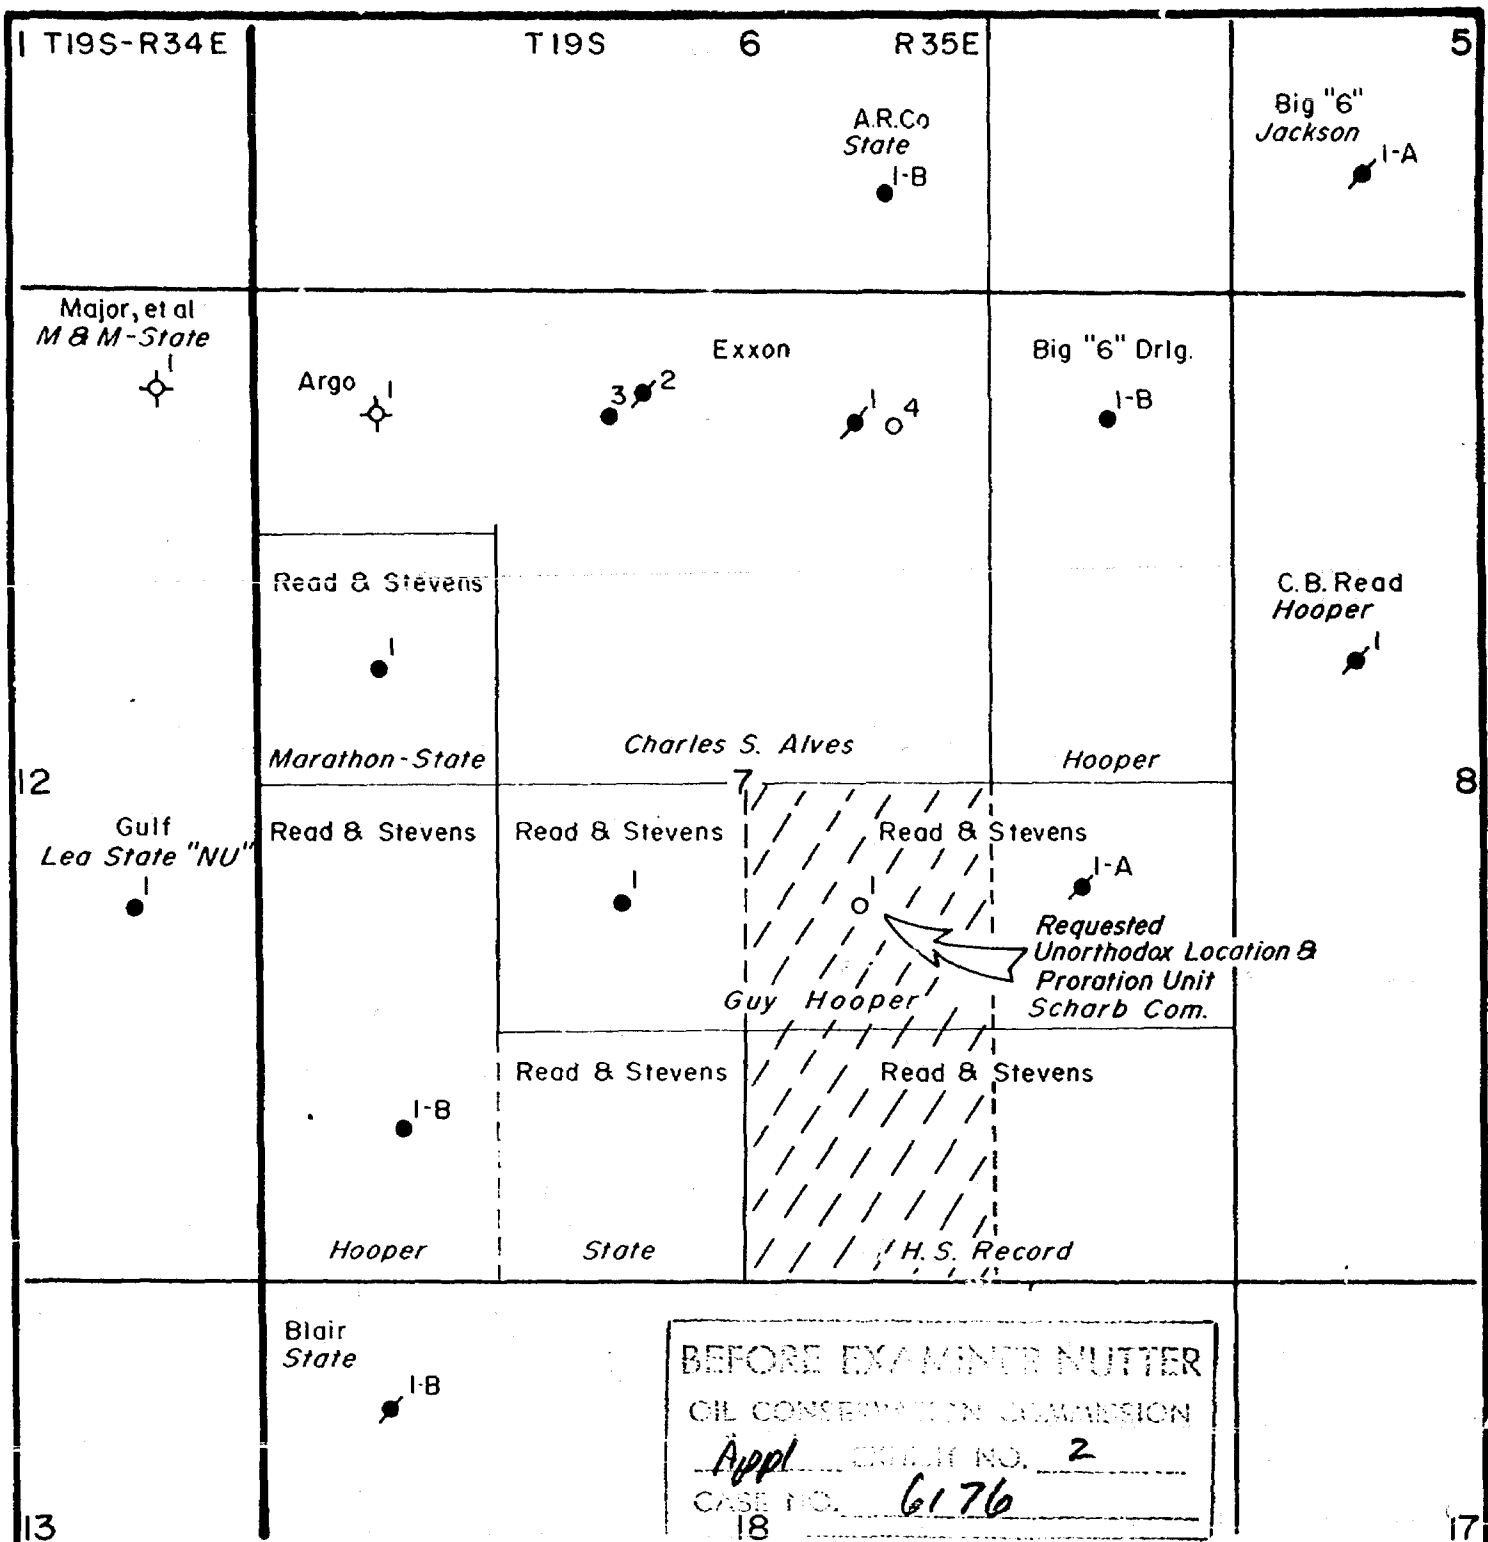 1 T19S-R34E
T19S 6 R35E
5
A.R.Co
State
1-B
Big "6"
Jackson
1-A
Major, et al
M & M-State
1
Argo
1
Exxon
3
2
1
4
Big "6" Drlg.
1-B
Read & Stevens
1
Marathon-State
Charles S. Alves
Hooper
C.B. Read
Hooper
1
12
7
8
Gulf
Lea State "NU"
1
Read & Stevens
Read & Stevens
1
Read & Stevens
1
1-A
Requested
Unorthodox Location &
Proration Unit
Scharb Com.
Guy Hooper
Read & Stevens
Read & Stevens
1-B
Hooper
State
H.S. Record
Blair
State
1-B
BEFORE EXAMINER NUTTER
OIL CONSERVATION COMMISSION
Appl EXHIBIT NO. 2
CASE NO. 6176
13
18
17